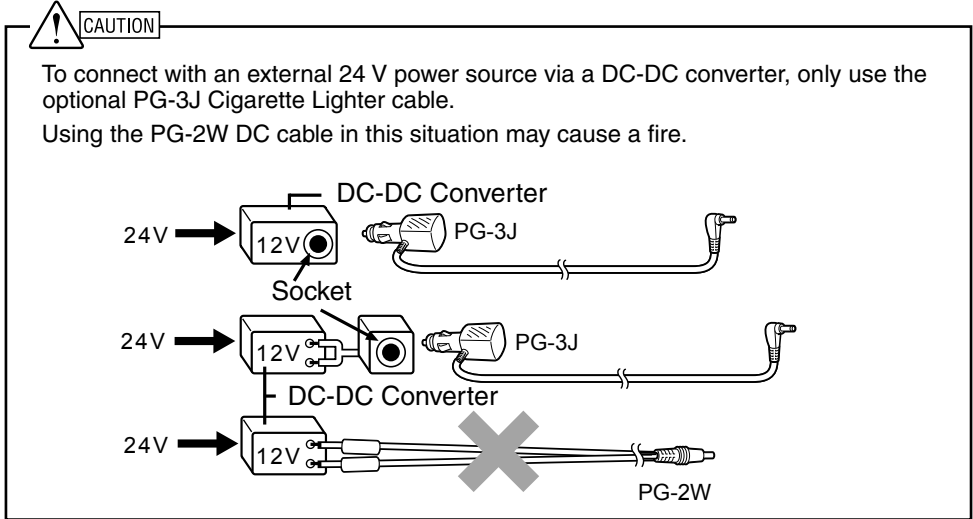 CAUTION
To connect with an external 24 V power source via a DC-DC converter, only use the
optional PG-3J Cigarette Lighter cable.
Using the PG-2W DC cable in this situation may cause a fire.
DC-DC Converter
24V
12V
PG-3J
Socket
24V
12V
PG-3J
DC-DC Converter
24V
12V
PG-2W